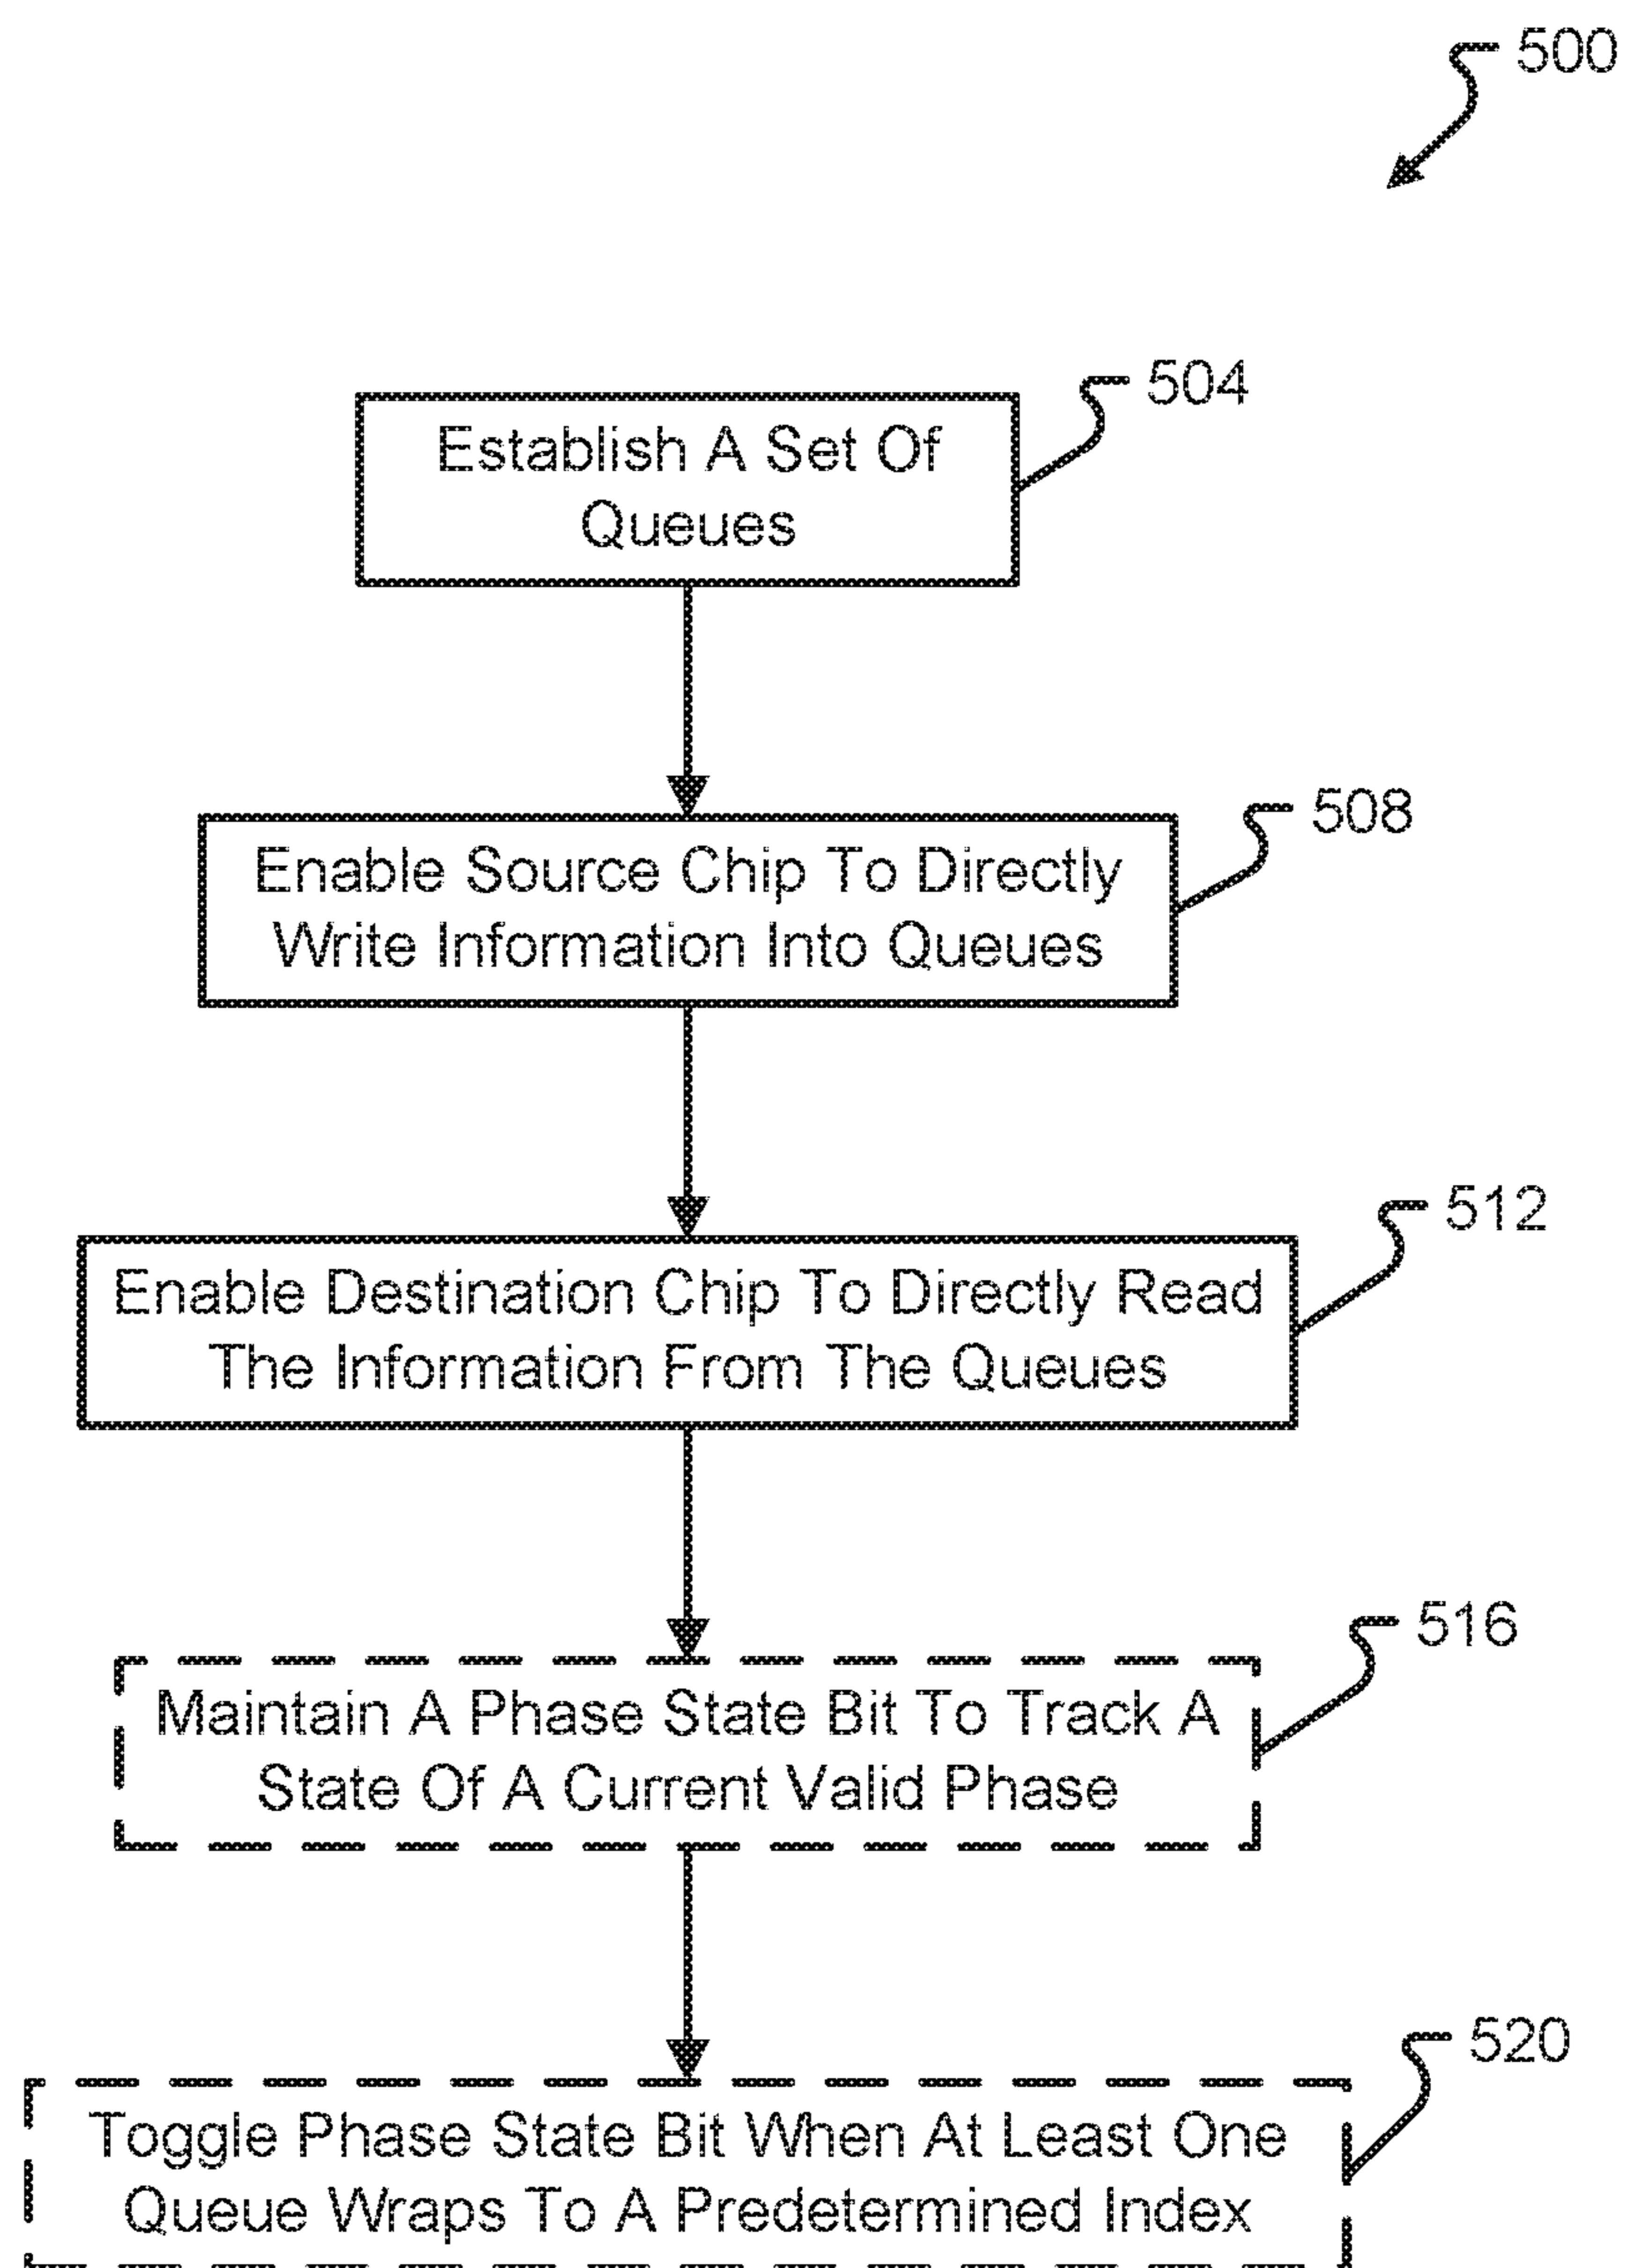 500
504
Establish A Set Of
Queues
508
Enable Source Chip To Directly
Write Information Into Queues
512
Enable Destination Chip To Directly Read
The Information From The Queues
516
Maintain A Phase State Bit To Track A
State Of A Current Valid Phase
520
Toggle Phase State Bit When At Least One
Queue Wraps To A Predetermined Index